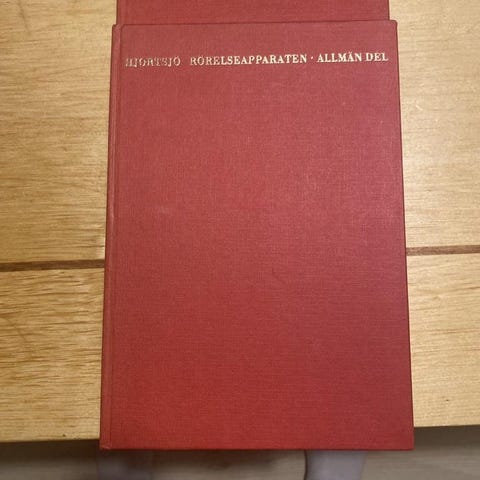 HJORTSJÖ RÖRELSEAPPARATEN · ALLMÄN DEL